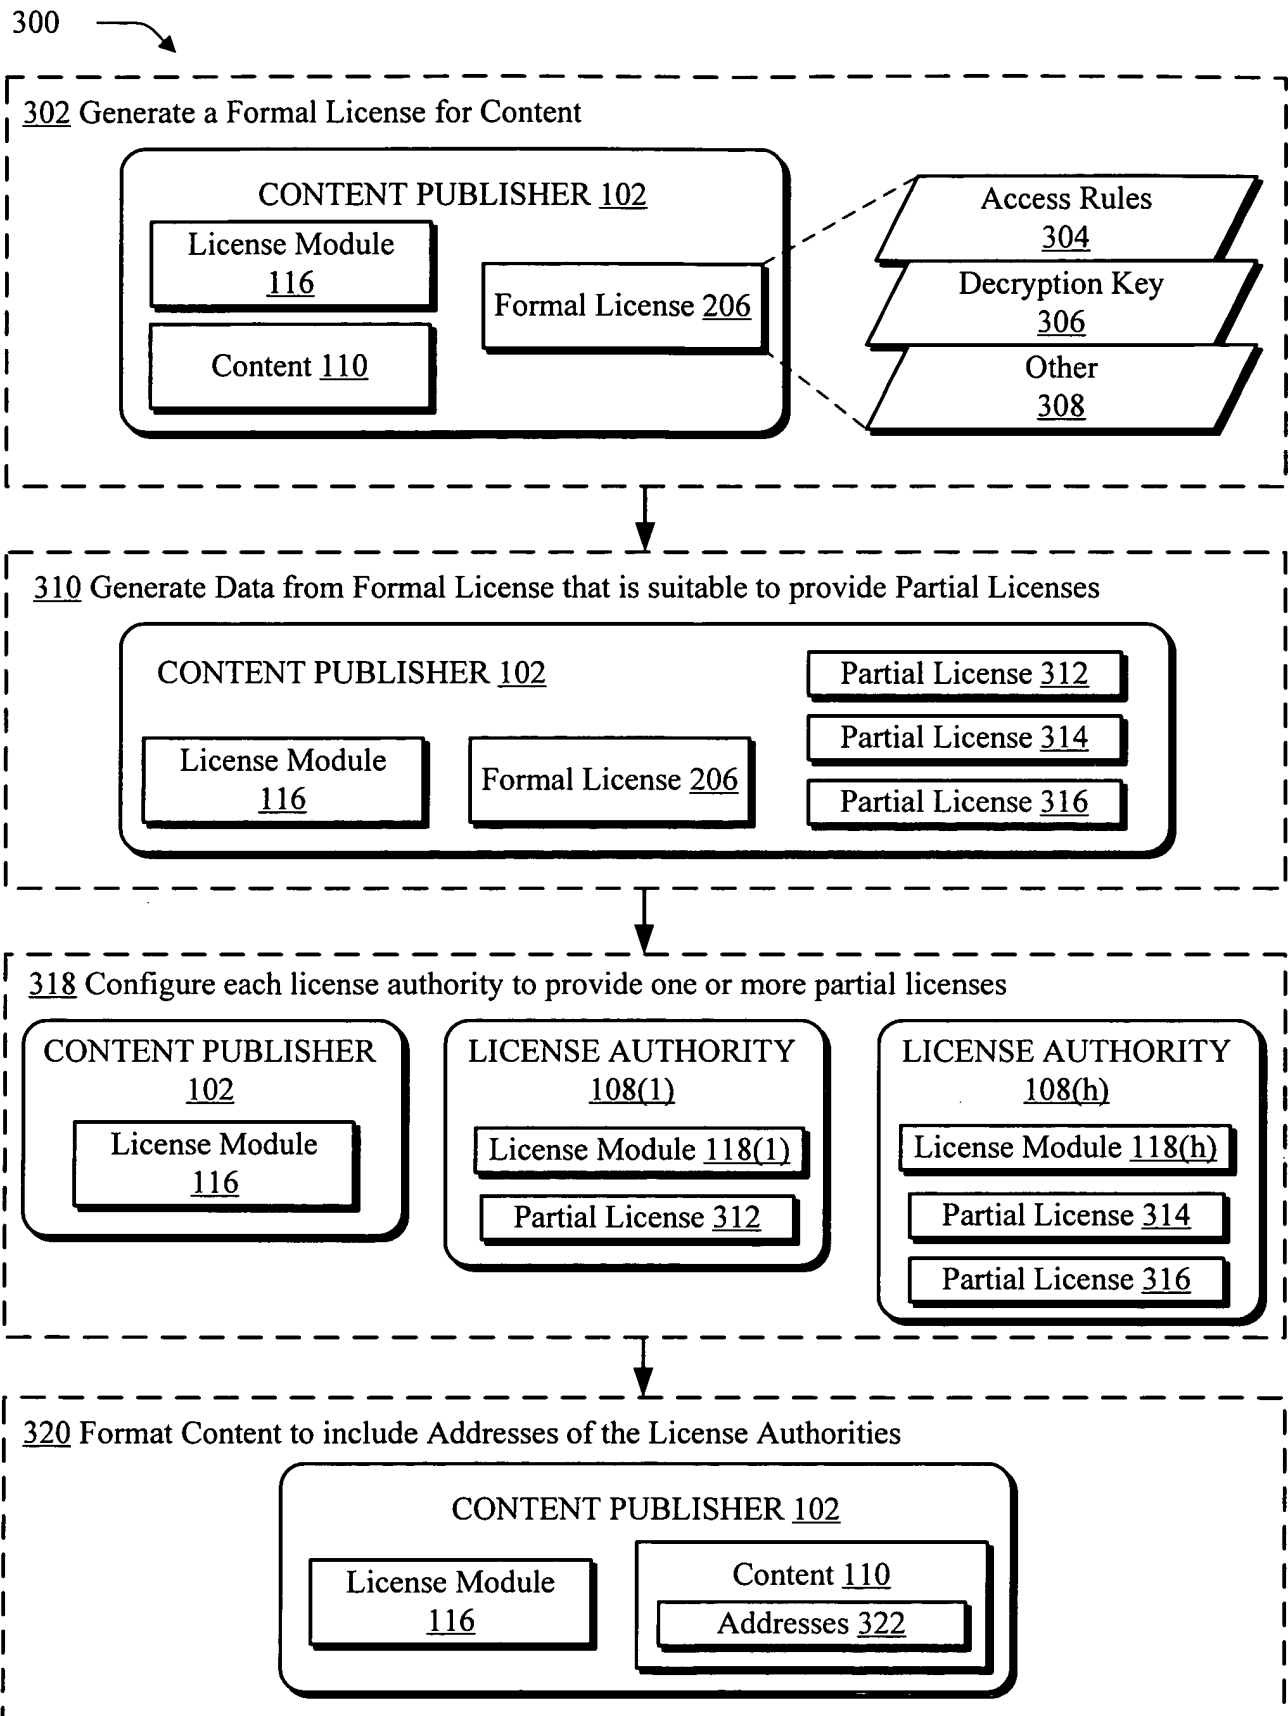 300
302 Generate a Formal License for Content
CONTENT PUBLISHER 102
License Module
116
Content 110
Formal License 206
Access Rules
304
Decryption Key
306
Other
308
310 Generate Data from Formal License that is suitable to provide Partial Licenses
CONTENT PUBLISHER 102
License Module
116
Formal License 206
Partial License 312
Partial License 314
Partial License 316
318 Configure each license authority to provide one or more partial licenses
CONTENT PUBLISHER
102
License Module
116
LICENSE AUTHORITY
108(1)
License Module 118(1)
Partial License 312
LICENSE AUTHORITY
108(h)
License Module 118(h)
Partial License 314
Partial License 316
320 Format Content to include Addresses of the License Authorities
CONTENT PUBLISHER 102
License Module
116
Content 110
Addresses 322